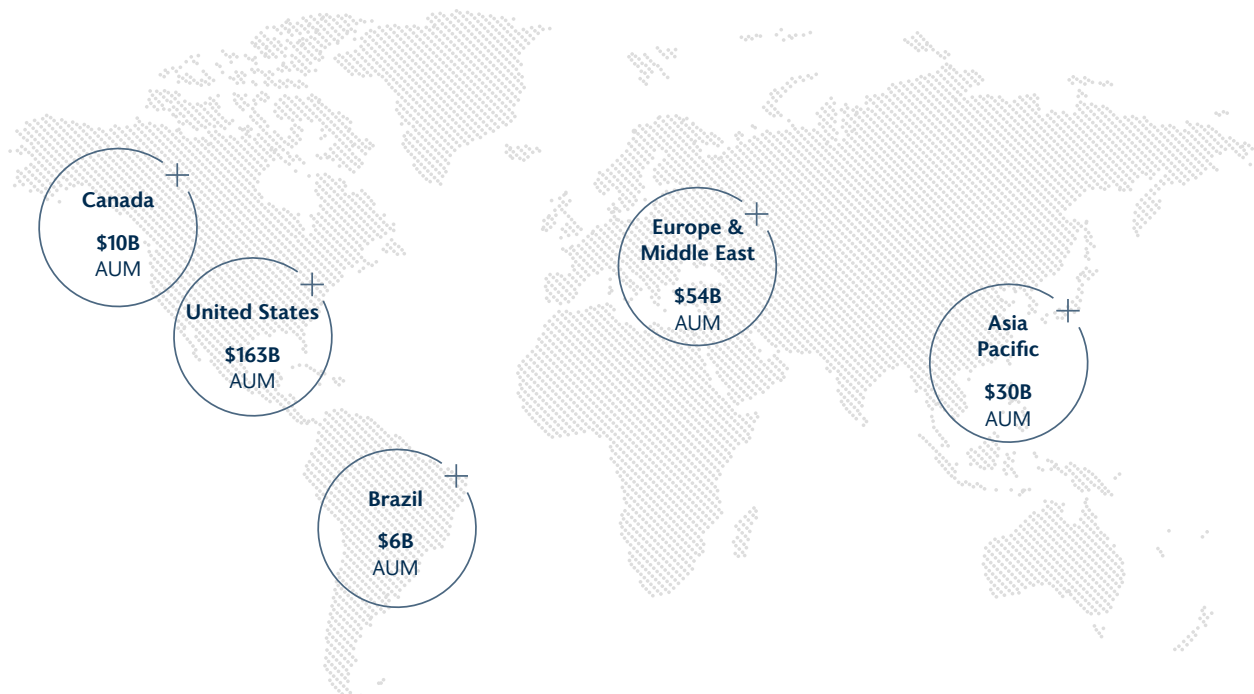 Canada
$10B
AUM
United States
$163B
AUM
Brazil
$6B
AUM
Europe &
Middle East
$54B
AUM
Asia
Pacific
$30B
AUM